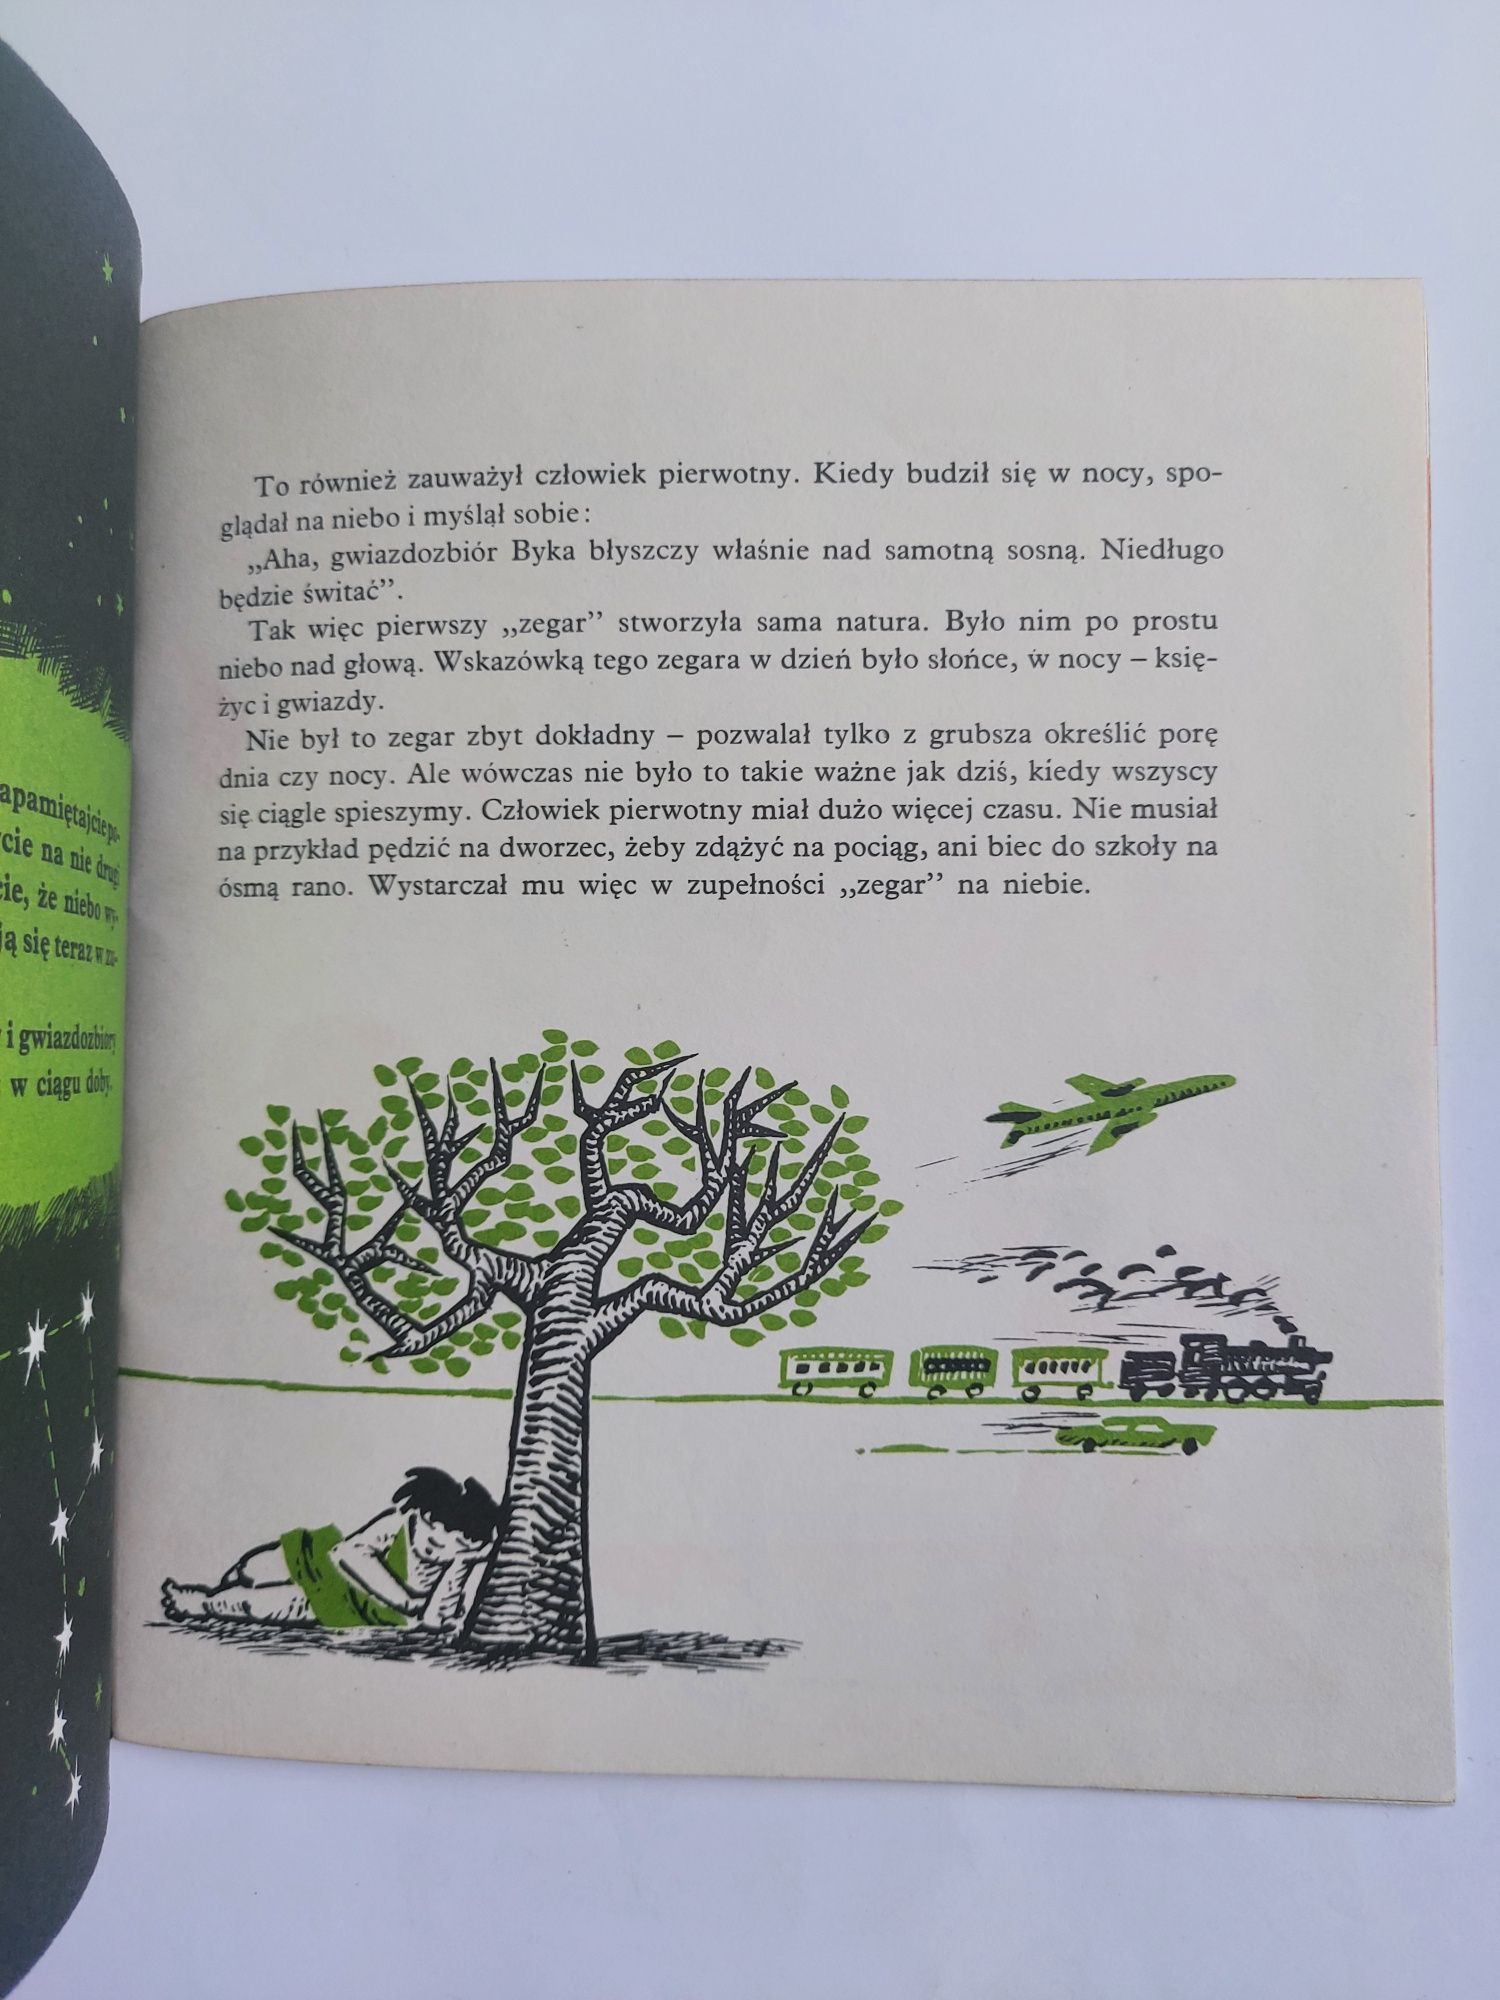 apamiętajcie po-
cie na nie drugi
cie, że niebo wy-
ją się teraz w zu-
i gwiazdozbiory
w ciągu doby.
To również zauważył człowiek pierwotny. Kiedy budził się w nocy, spo-
glądał na niebo i myślął sobie:
„Aha, gwiazdozbiór Byka błyszczy właśnie nad samotną sosną. Niedługo
będzie świtać”.
Tak więc pierwszy „zegar” stworzyła sama natura. Było nim po prostu
niebo nad głową. Wskazówką tego zegara w dzień było słońce, w nocy – księ-
życ i gwiazdy.
Nie był to zegar zbyt dokładny – pozwalał tylko z grubsza określić porę
dnia czy nocy. Ale wówczas nie było to takie ważne jak dziś, kiedy wszyscy
się ciągle spieszymy. Człowiek pierwotny miał dużo więcej czasu. Nie musiał
na przykład pędzić na dworzec, żeby zdążyć na pociąg, ani biec do szkoły na
ósmą rano. Wystarczał mu więc w zupełności „zegar” na niebie.